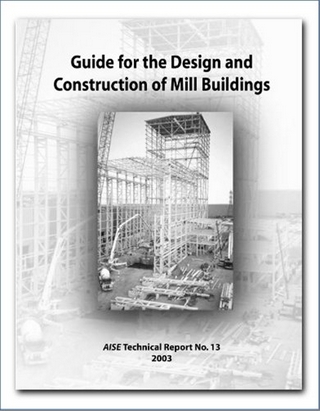 Guide for the Design and
Construction of Mill Buildings
AISE Technical Report No. 13
2003